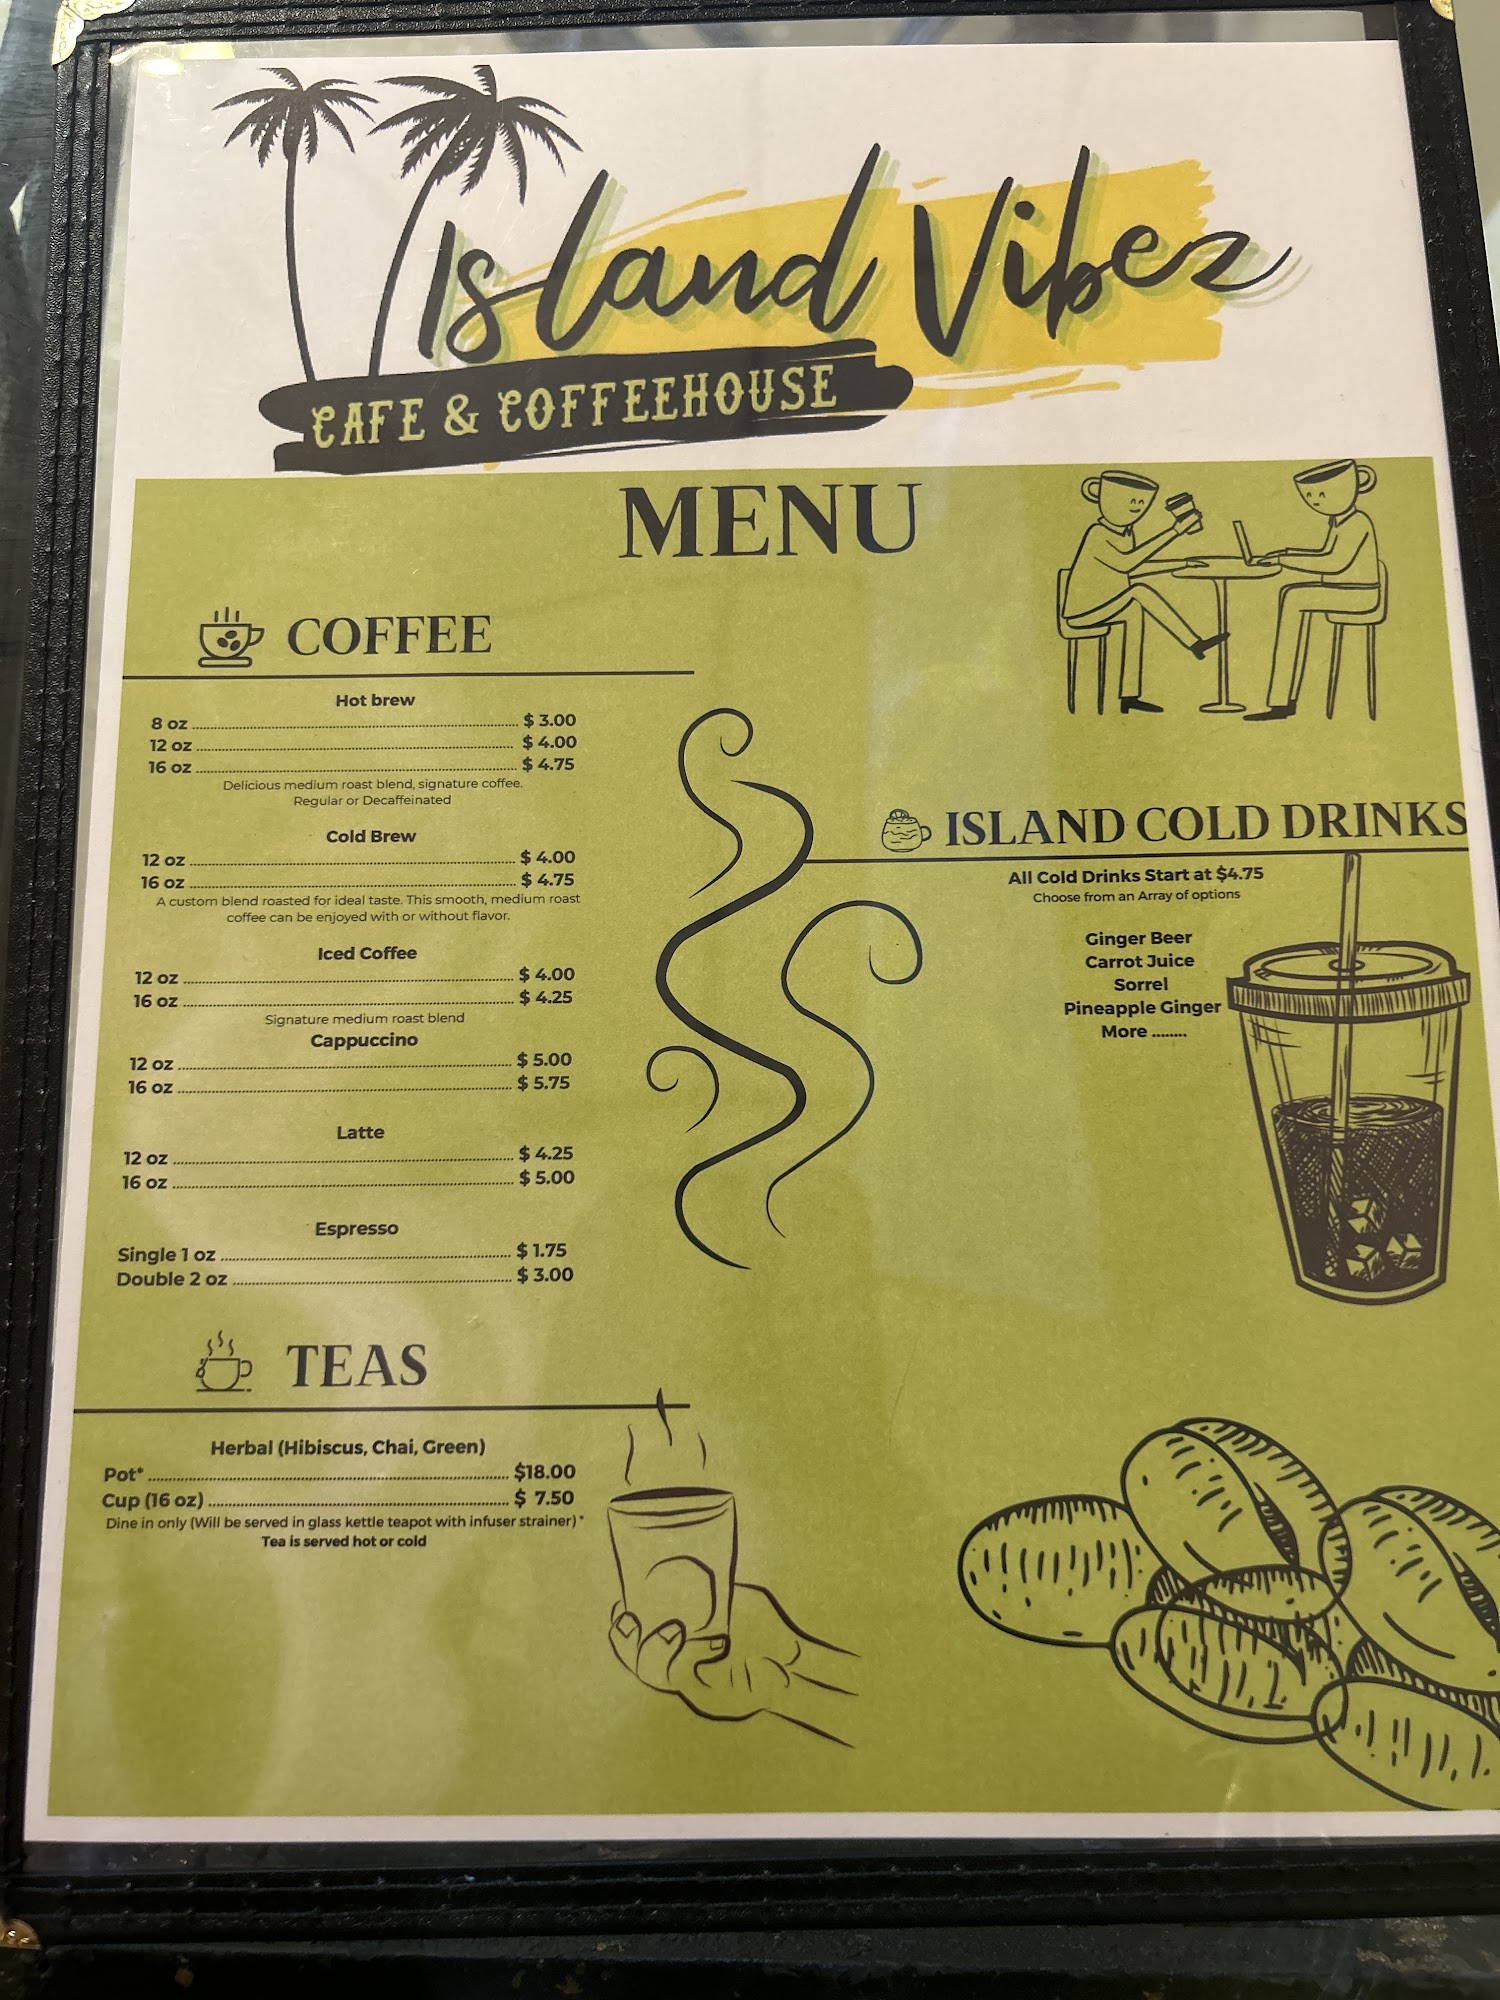 Island Vibez
CAFE & COFFEEHOUSE
MENU
COFFEE
Hot brew
8 oz ........ $ 3.00
12 oz ........ $ 4.00
16 oz ........ $ 4.75
Delicious medium roast blend, signature coffee.
Regular or Decaffeinated
Cold Brew
12 oz ........ $ 4.00
16 oz ........ $ 4.75
A custom blend roasted for ideal taste. This smooth, medium roast
coffee can be enjoyed with or without flavor.
Iced Coffee
12 oz ........ $ 4.00
16 oz ........ $ 4.25
Signature medium roast blend
Cappuccino
12 oz ........ $ 5.00
16 oz ........ $ 5.75
Latte
12 oz ........ $ 4.25
16 oz ........ $ 5.00
Espresso
Single 1 oz ........ $ 1.75
Double 2 oz ........ $ 3.00
TEAS
Herbal (Hibiscus, Chai, Green)
Pot* ........ $18.00
Cup (16 oz) ........ $ 7.50
Dine in only (Will be served in glass kettle teapot with infuser strainer) *
Tea is served hot or cold
ISLAND COLD DRINKS
All Cold Drinks Start at $4.75
Choose from an Array of options
Ginger Beer
Carrot Juice
Sorrel
Pineapple Ginger
More ........